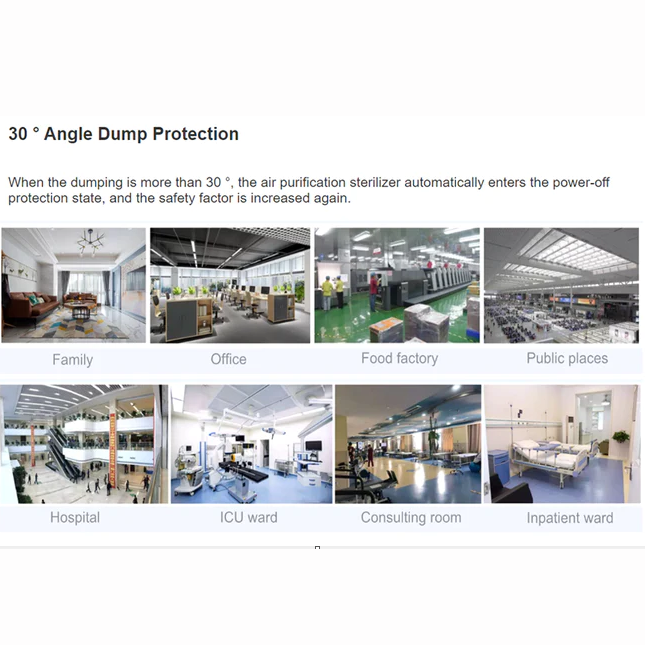 30 ° Angle Dump Protection
When the dumping is more than 30 °, the air purification sterilizer automatically enters the power-off
protection state, and the safety factor is increased again.
Family
Office
Food factory
Public places
Hospital
ICU ward
Consulting room
Inpatient ward